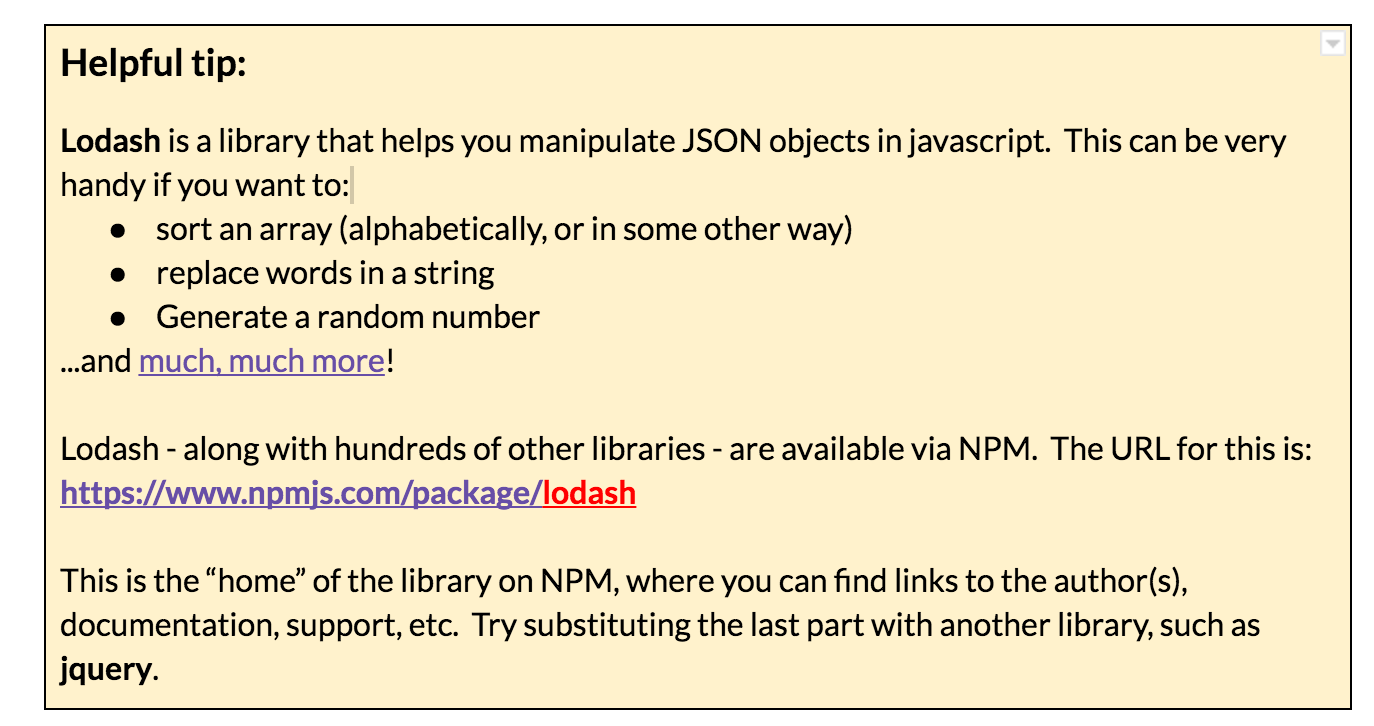 Helpful tip:
Lodash is a library that helps you manipulate JSON objects in javascript.  This can be very
handy if you want to:
● sort an array (alphabetically, or in some other way)
● replace words in a string
● Generate a random number
...and much, much more!
Lodash - along with hundreds of other libraries - are available via NPM.  The URL for this is:
https://www.npmjs.com/package/lodash
This is the “home” of the library on NPM, where you can find links to the author(s),
documentation, support, etc.  Try substituting the last part with another library, such as
jquery.